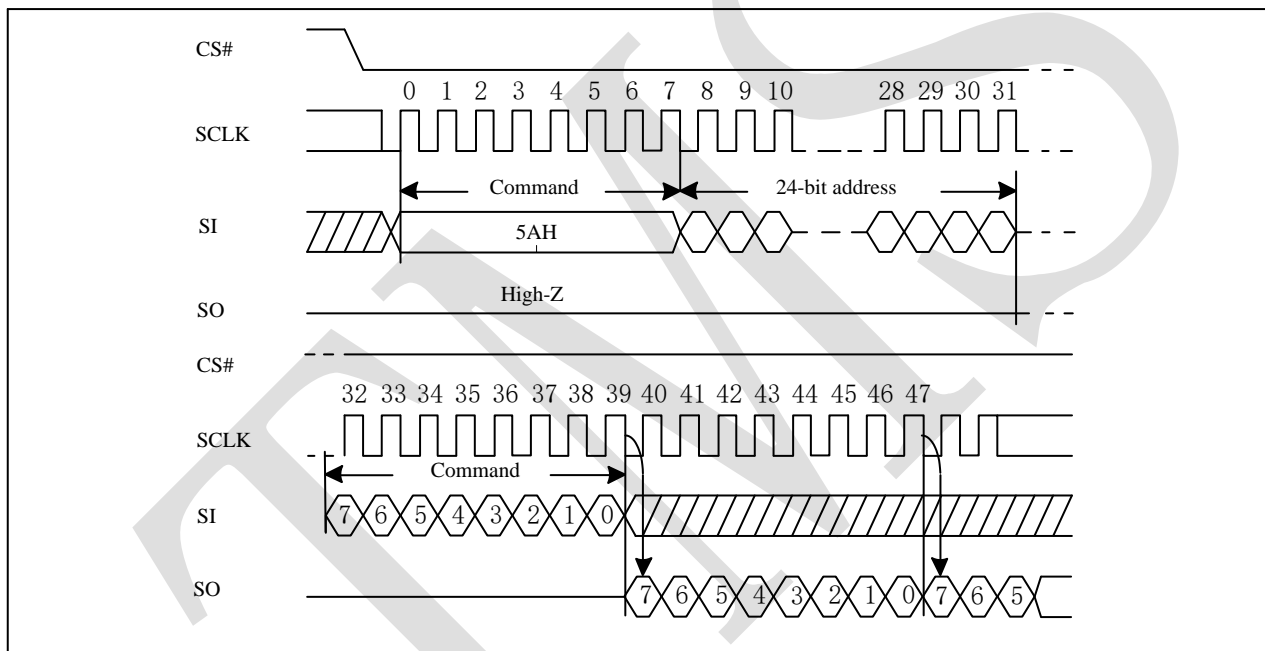 CS#
0 1 2 3 4 5 6 7 8 9 10 28 29 30 31
SCLK
Command 24-bit address
SI 5AH
SO High-Z
CS#
32 33 34 35 36 37 38 39 40 41 42 43 44 45 46 47
SCLK
Command
SI 7 6 5 4 3 2 1 0
SO 7 6 5 4 3 2 1 0 7 6 5
TMS